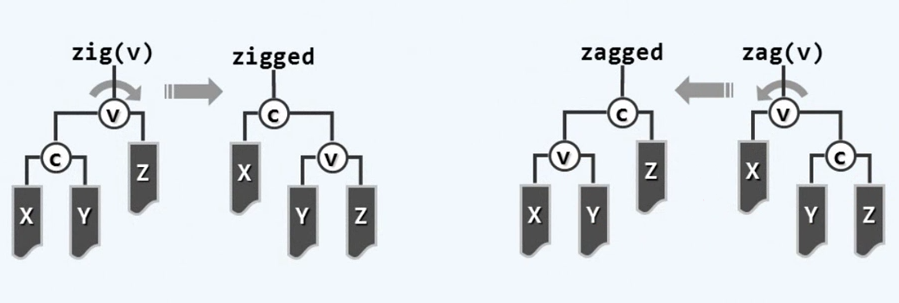 zig(v) zigged zagged zag(v)
v c c v
c Z X v v Z X c
X Y Y Z X Y Y Z